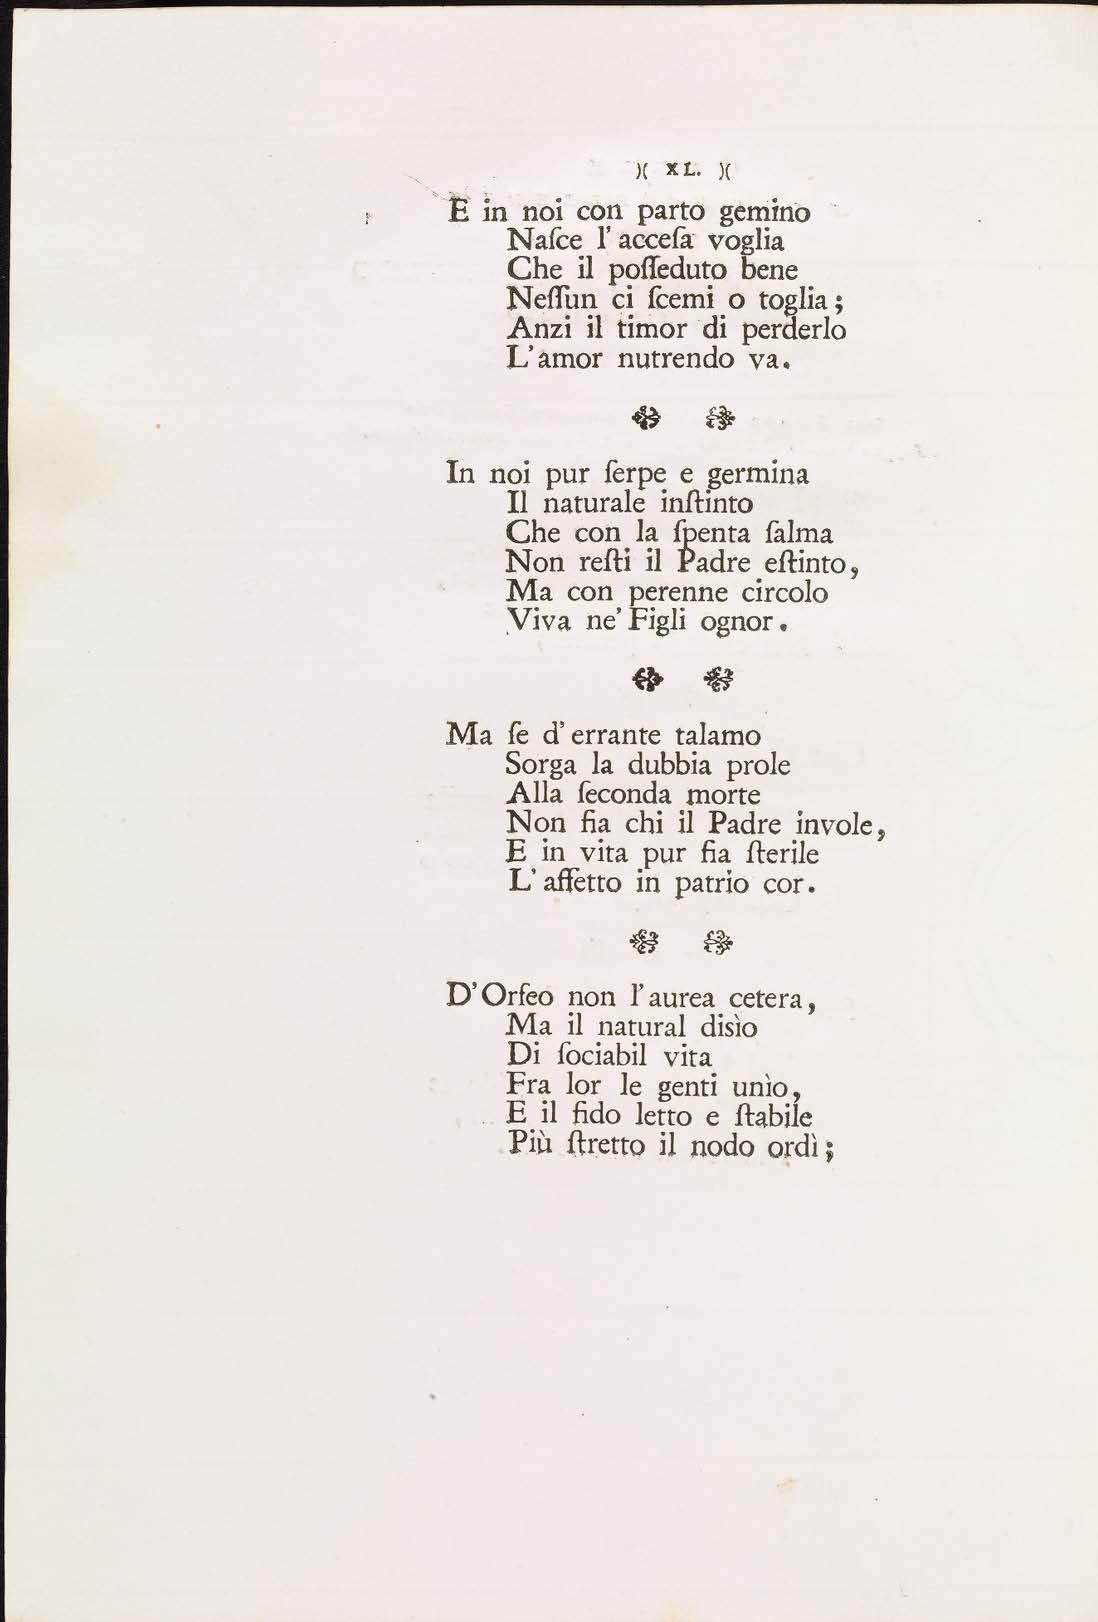 )( XL. )(
E in noi con parto gemino
Naſce l' acceſa voglia
Che il poſſeduto bene
Neſſun ci ſcemi o toglia;
Anzi il timor di perderlo
L' amor nutrendo va.
In noi pur ſerpe e germina
Il naturale inſtinto
Che con la ſpenta ſalma
Non reſti il Padre eſtinto,
Ma con perenne circolo
Viva ne' Figli ognor.
Ma ſe d' errante talamo
Sorga la dubbia prole
Alla ſeconda morte
Non fia chi il Padre invole,
E in vita pur fia ſterile
L' affetto in patrio cor.
D' Orfeo non l' aurea cetera,
Ma il natural disìo
Di ſociabil vita
Fra lor le genti unìo,
E il fido letto e ſtabile
Più ſtretto il nodo ordì;